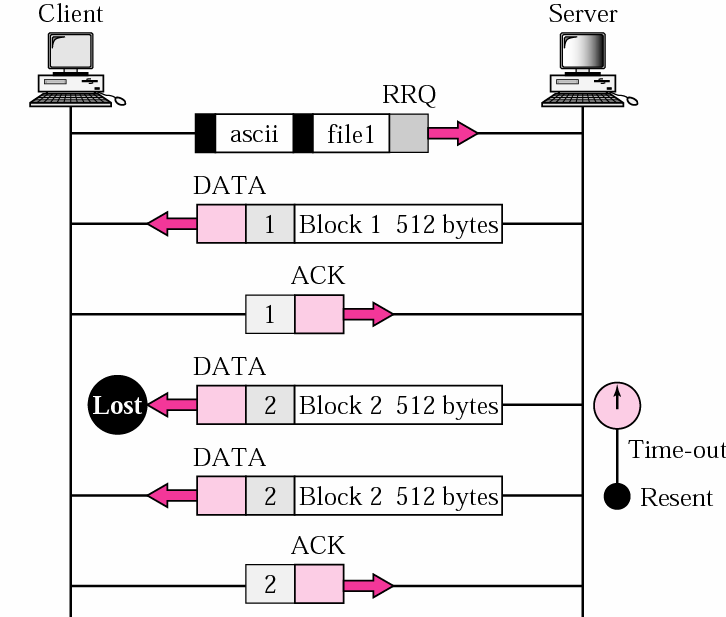 Client Server
RRQ
ascii file1
DATA
1 Block 1 512 bytes
ACK
1
DATA
Lost 2 Block 2 512 bytes
Time-out
DATA
2 Block 2 512 bytes Resent
ACK
2